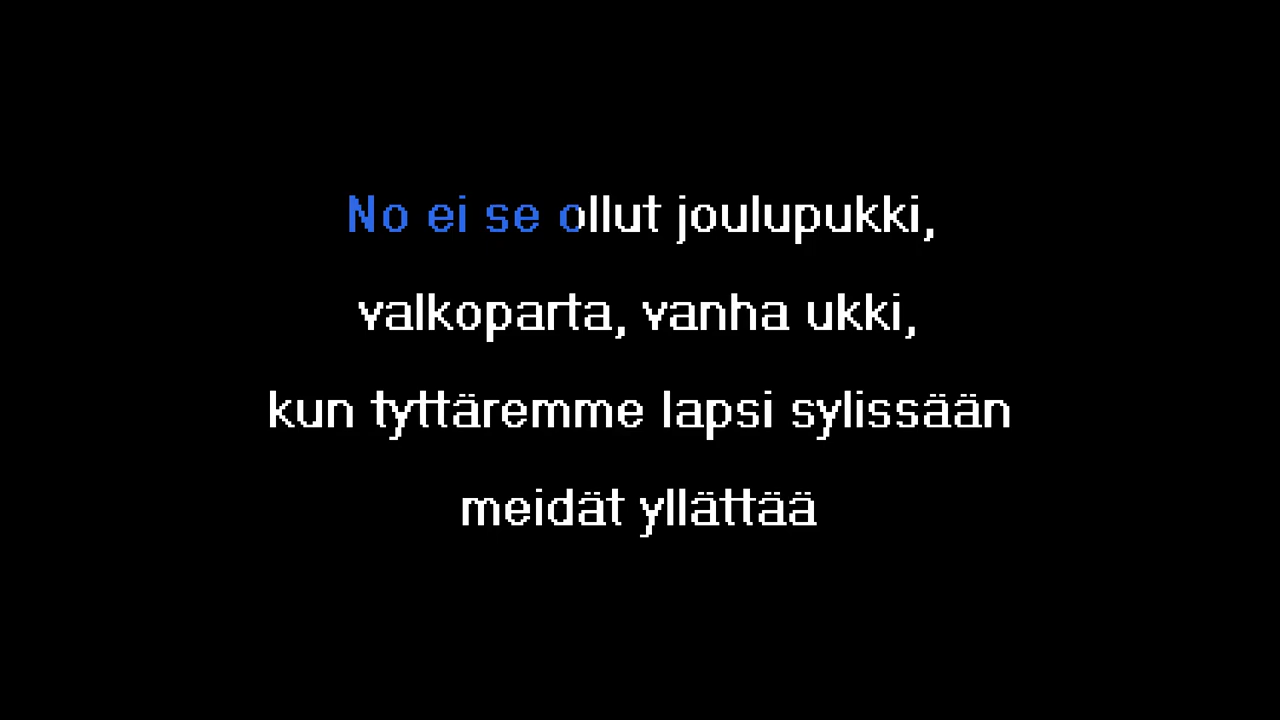 No ei se ollut joulupukki,
valkoparta, vanha ukki,
kun tyttäremme lapsi sylissään
meidät yllättää